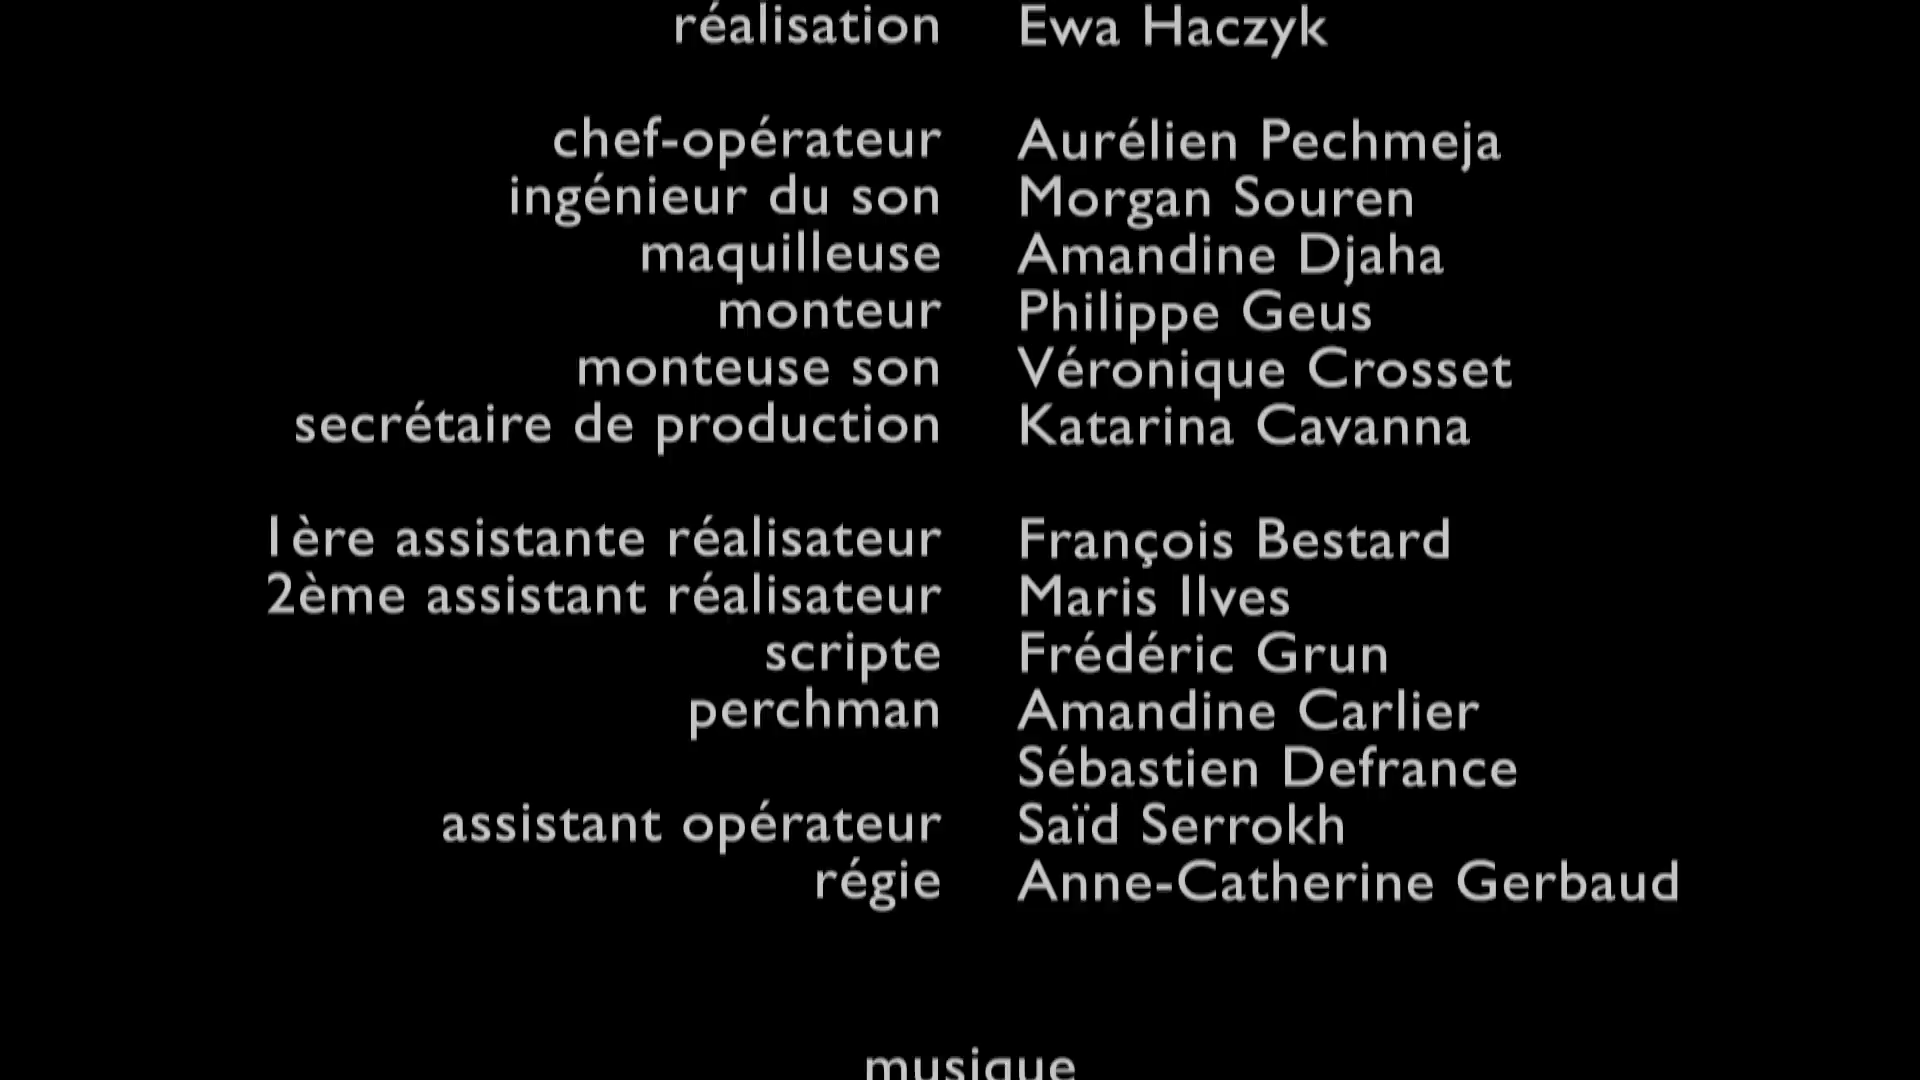 réalisation Ewa Haczyk
chef-opérateur Aurélien Pechmeja
ingénieur du son Morgan Souren
maquilleuse Amandine Djaha
monteur Philippe Geus
monteuse son Véronique Crosset
secrétaire de production Katarina Cavanna
1ère assistante réalisateur François Bestard
2ème assistant réalisateur Maris Ilves
scripte Frédéric Grun
perchman Amandine Carlier
Sébastien Defrance
assistant opérateur Saïd Serrokh
régie Anne-Catherine Gerbaud
musique